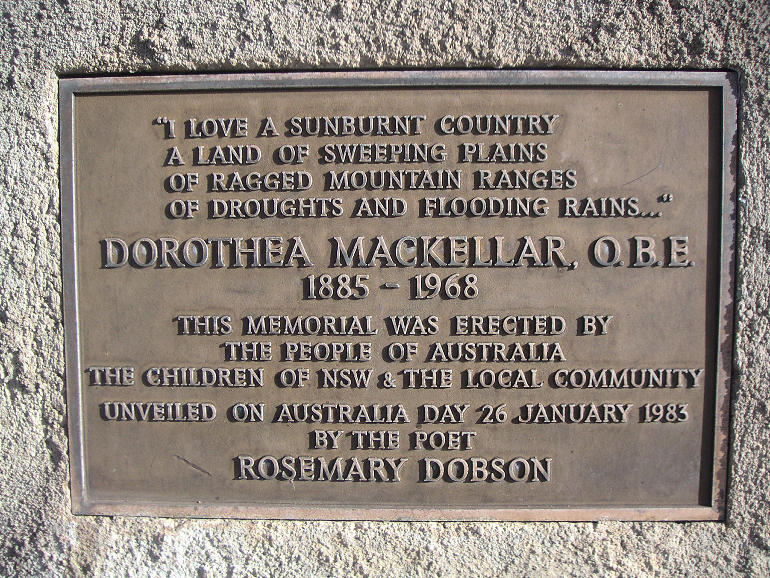 "I LOVE A SUNBURNT COUNTRY
A LAND OF SWEEPING PLAINS
OF RAGGED MOUNTAIN RANGES
OF DROUGHTS AND FLOODING RAINS..."
DOROTHEA MACKELLAR, O.B.E.
1885 - 1968
THIS MEMORIAL WAS ERECTED BY
THE PEOPLE OF AUSTRALIA
THE CHILDREN OF NSW & THE LOCAL COMMUNITY
UNVEILED ON AUSTRALIA DAY 26 JANUARY 1983
BY THE POET
ROSEMARY DOBSON